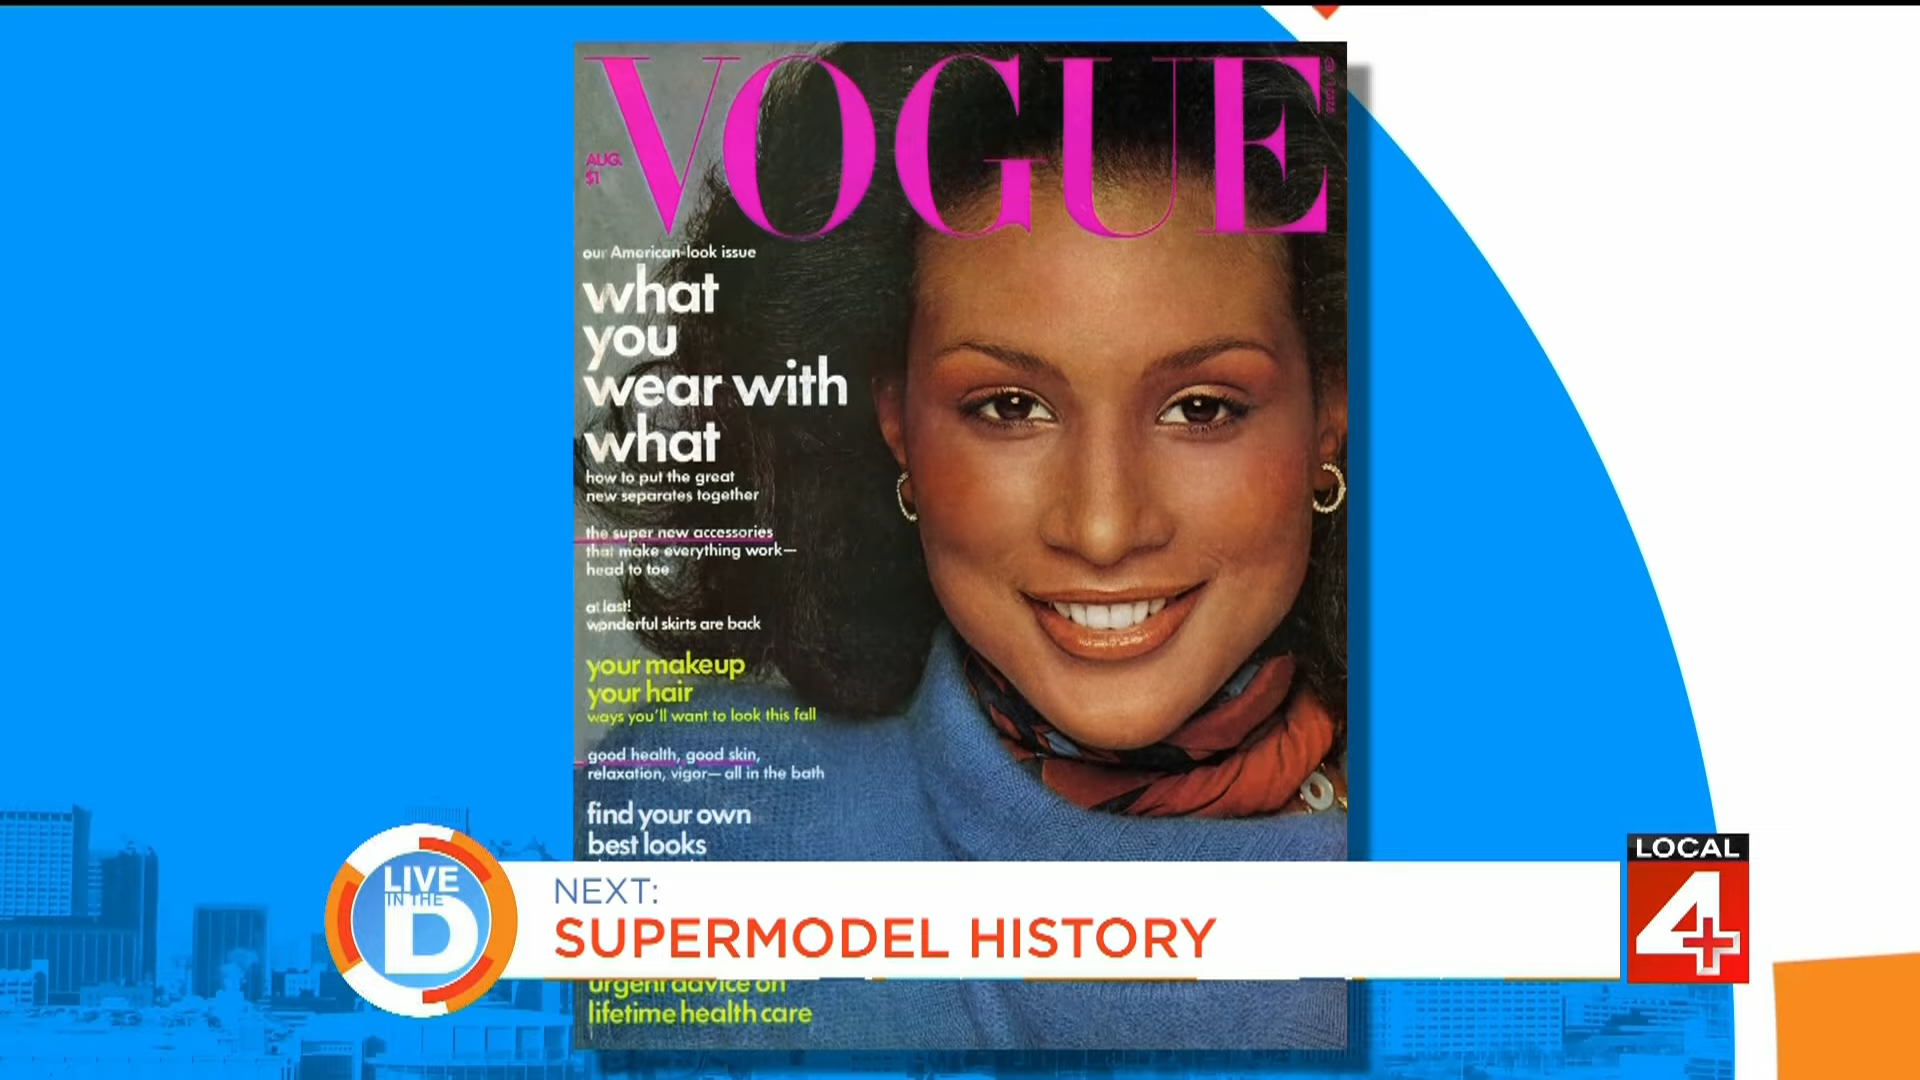 VOGUE
AUG.
$1
our American-look issue
what
you
wear with
what
how to put the great
new separates together
the super new accessories
that make everything work—
head to toe
at last!
wonderful skirts are back
your makeup
your hair
ways you'll want to look this fall
good health, good skin,
relaxation, vigor—all in the bath
find your own
best looks
LIVE
IN THE
D
NEXT:
SUPERMODEL HISTORY
LOCAL
4
urgent advice on
lifetime health care